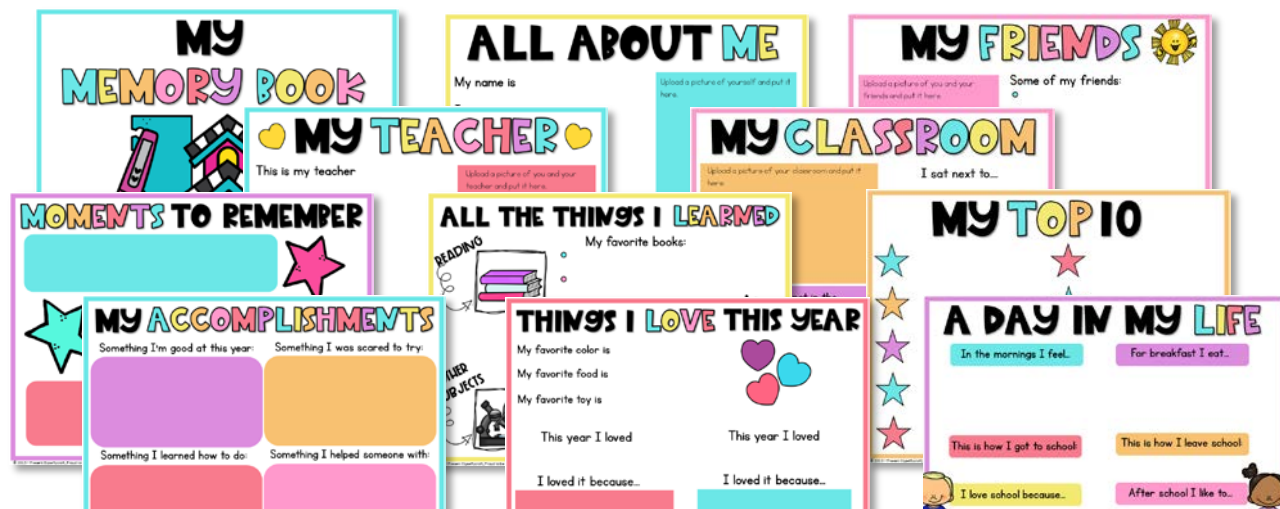 MY
MEMORY BOOK
ALL ABOUT ME
My name is
Upload a picture of yourself and put it
here.
MY FRIENDS
Upload a picture of you and your
friends and put it here.
Some of my friends:
MY TEACHER
This is my teacher
Upload a picture of you and your
teacher and put it here.
MY CLASSROOM
Upload a picture of your classroom and put it
here.
I sat next to...
MOMENTS TO REMEMBER
ALL THE THINGS I LEARNED
READING
My favorite books:
MY TOP 10
MY ACCOMPLISHMENTS
Something I'm good at this year:
Something I was scared to try:
Something I learned how to do:
Something I helped someone with:
THINGS I LOVE THIS YEAR
My favorite color is
My favorite food is
My favorite toy is
This year I loved
This year I loved
I loved it because...
I loved it because...
A DAY IN MY LIFE
In the mornings I feel...
For breakfast I eat...
This is how I got to school:
This is how I leave school:
I love school because...
After school I like to...